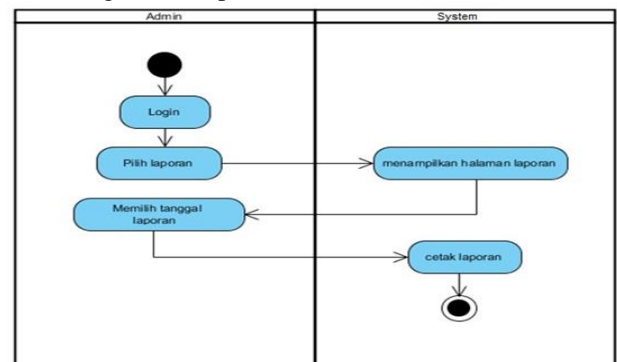 Admin
System
Login
Pilih laporan
menampilkan halaman laporan
Memilih tanggal
laporan
cetak laporan